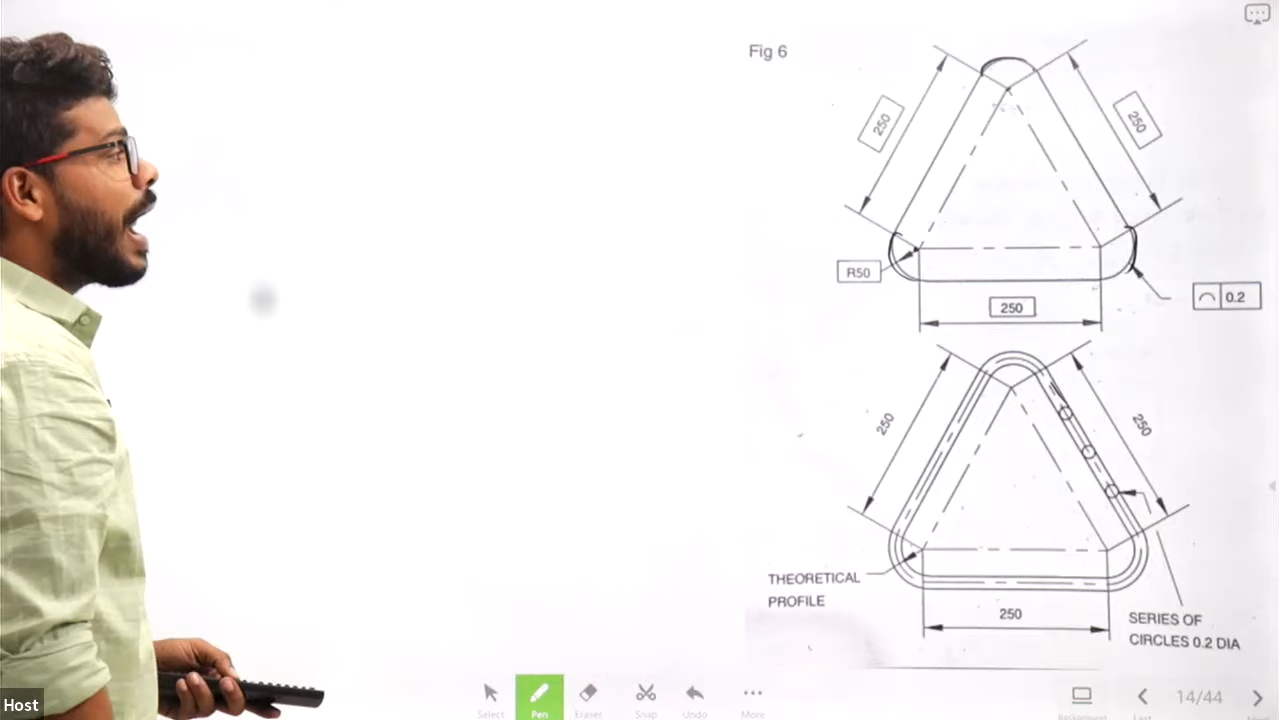 Fig 6
250
250
R50
250
0.2
250
250
THEORETICAL
PROFILE
250
SERIES OF
CIRCLES 0.2 DIA
Host
Select
Pen
Eraser
Snap
Undo
More
Background
14/44